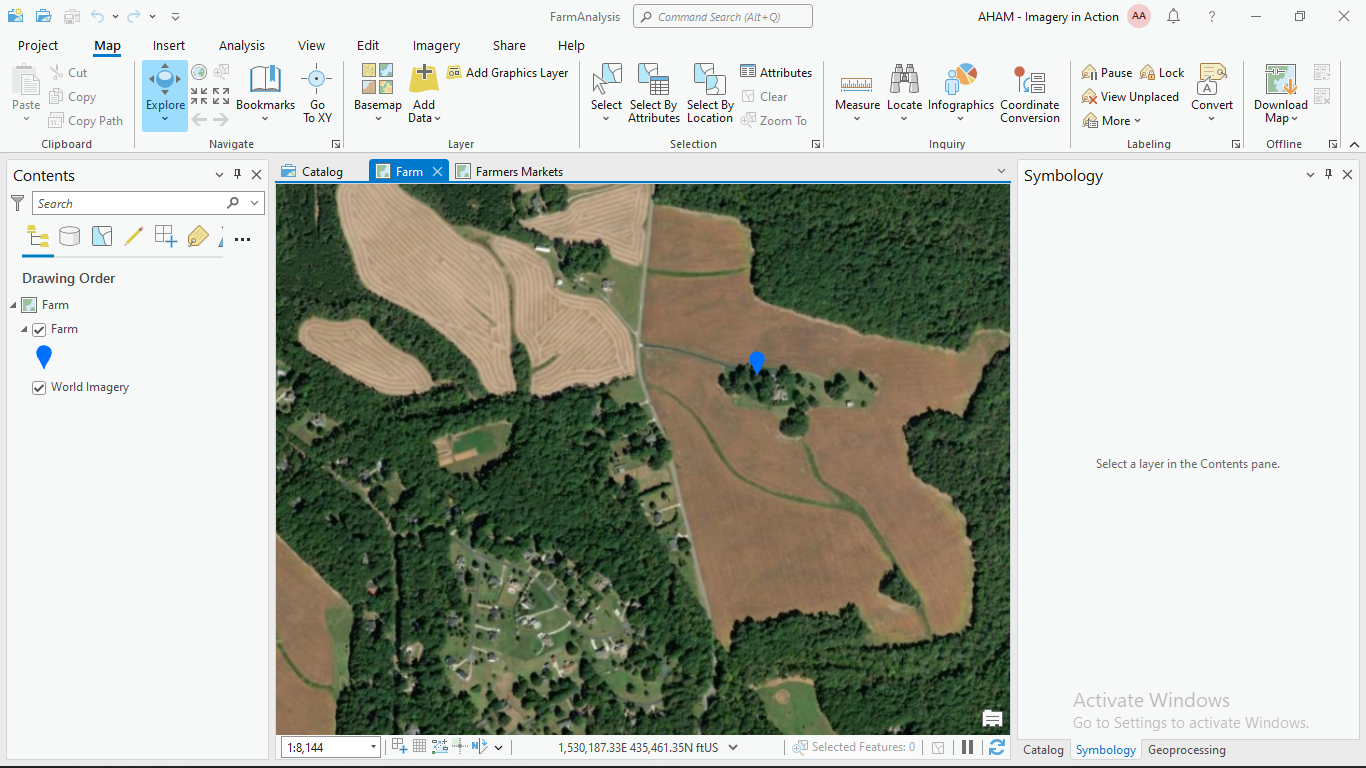 FarmAnalysis
Command Search (Alt+Q)
AHAM - Imagery in Action
AA
?
Project
Map
Insert
Analysis
View
Edit
Imagery
Share
Help
Paste
Cut
Copy
Copy Path
Clipboard
Explore
Bookmarks
Go
To XY
Navigate
Basemap
Add
Data
Add Graphics Layer
Layer
Select
Select By
Attributes
Select By
Location
Attributes
Clear
Zoom To
Selection
Measure
Locate
Infographics
Coordinate
Conversion
Inquiry
Pause
Lock
View Unplaced
More
Convert
Labeling
Download
Map
Offline
Contents
Search
Drawing Order
Farm
Farm
World Imagery
Catalog
Farm
Farmers Markets
1:8,144
N
1,530,187.33E 435,461.35N ftUS
Selected Features: 0
Symbology
Select a layer in the Contents pane.
Activate Windows
Go to Settings to activate Windows.
Catalog
Symbology
Geoprocessing